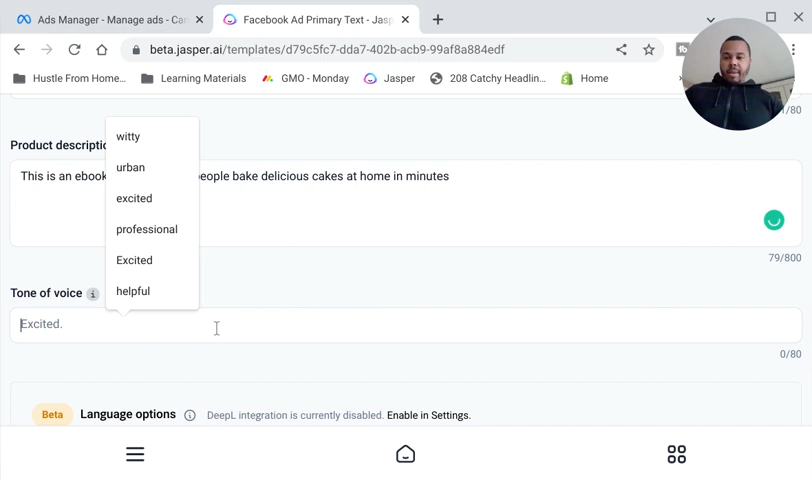 Ads Manager - Manage ads - Can
Facebook Ad Primary Text - Jasp
beta.jasper.ai/templates/d79c5fc7-dda7-402b-acb9-99af8a884edf
Hustle From Home...
Learning Materials
GMO - Monday
Jasper
208 Catchy Headlin...
Home
1/80
Product descriptio
This is an ebook people bake delicious cakes at home in minutes
witty
urban
excited
professional
Excited
helpful
79/800
Tone of voice
Excited.
0/80
Beta
Language options
DeepL integration is currently disabled. Enable in Settings.